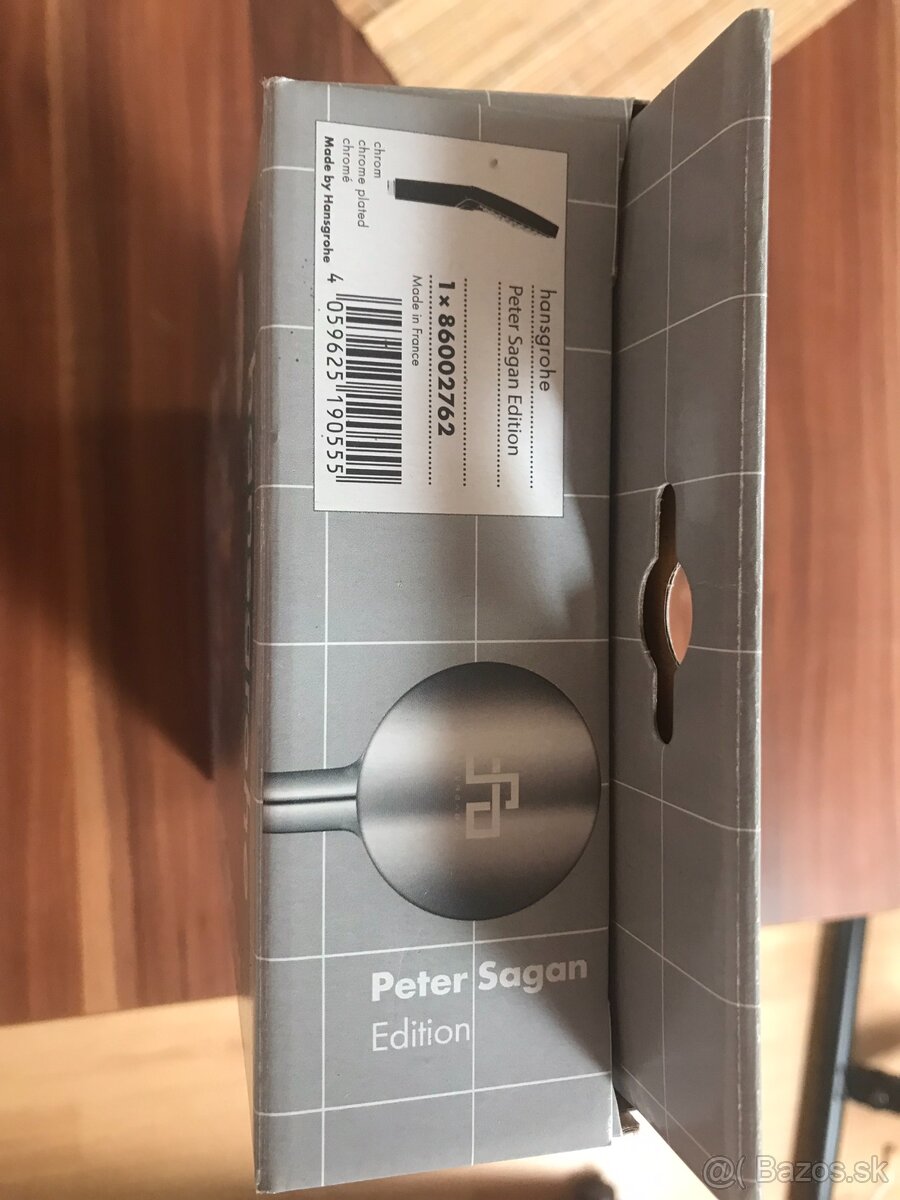 hansgrohe
Peter Sagan Edition
1 x 86002762
Made in France
4 059625 190555
chrom
chrome plated
chromé
Made by Hansgrohe
Peter Sagan
Edition
@( Bazos.sk